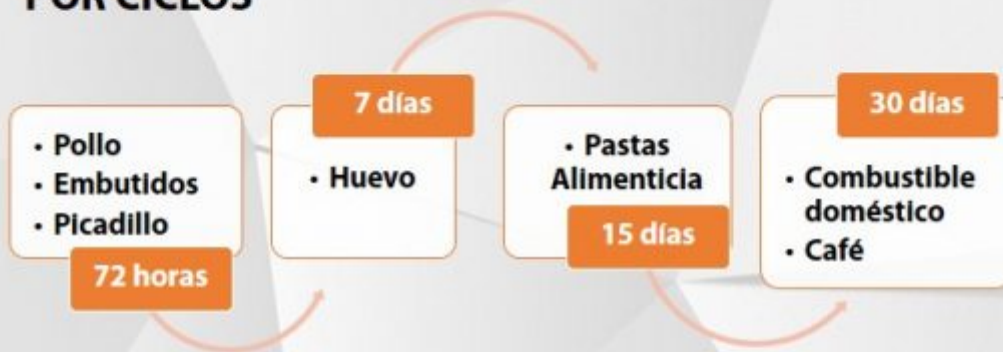 POR CICLOS
• Pollo
• Embutidos
• Picadillo
72 horas
7 días
• Huevo
• Pastas
Alimenticia
15 días
30 días
• Combustible
doméstico
• Café